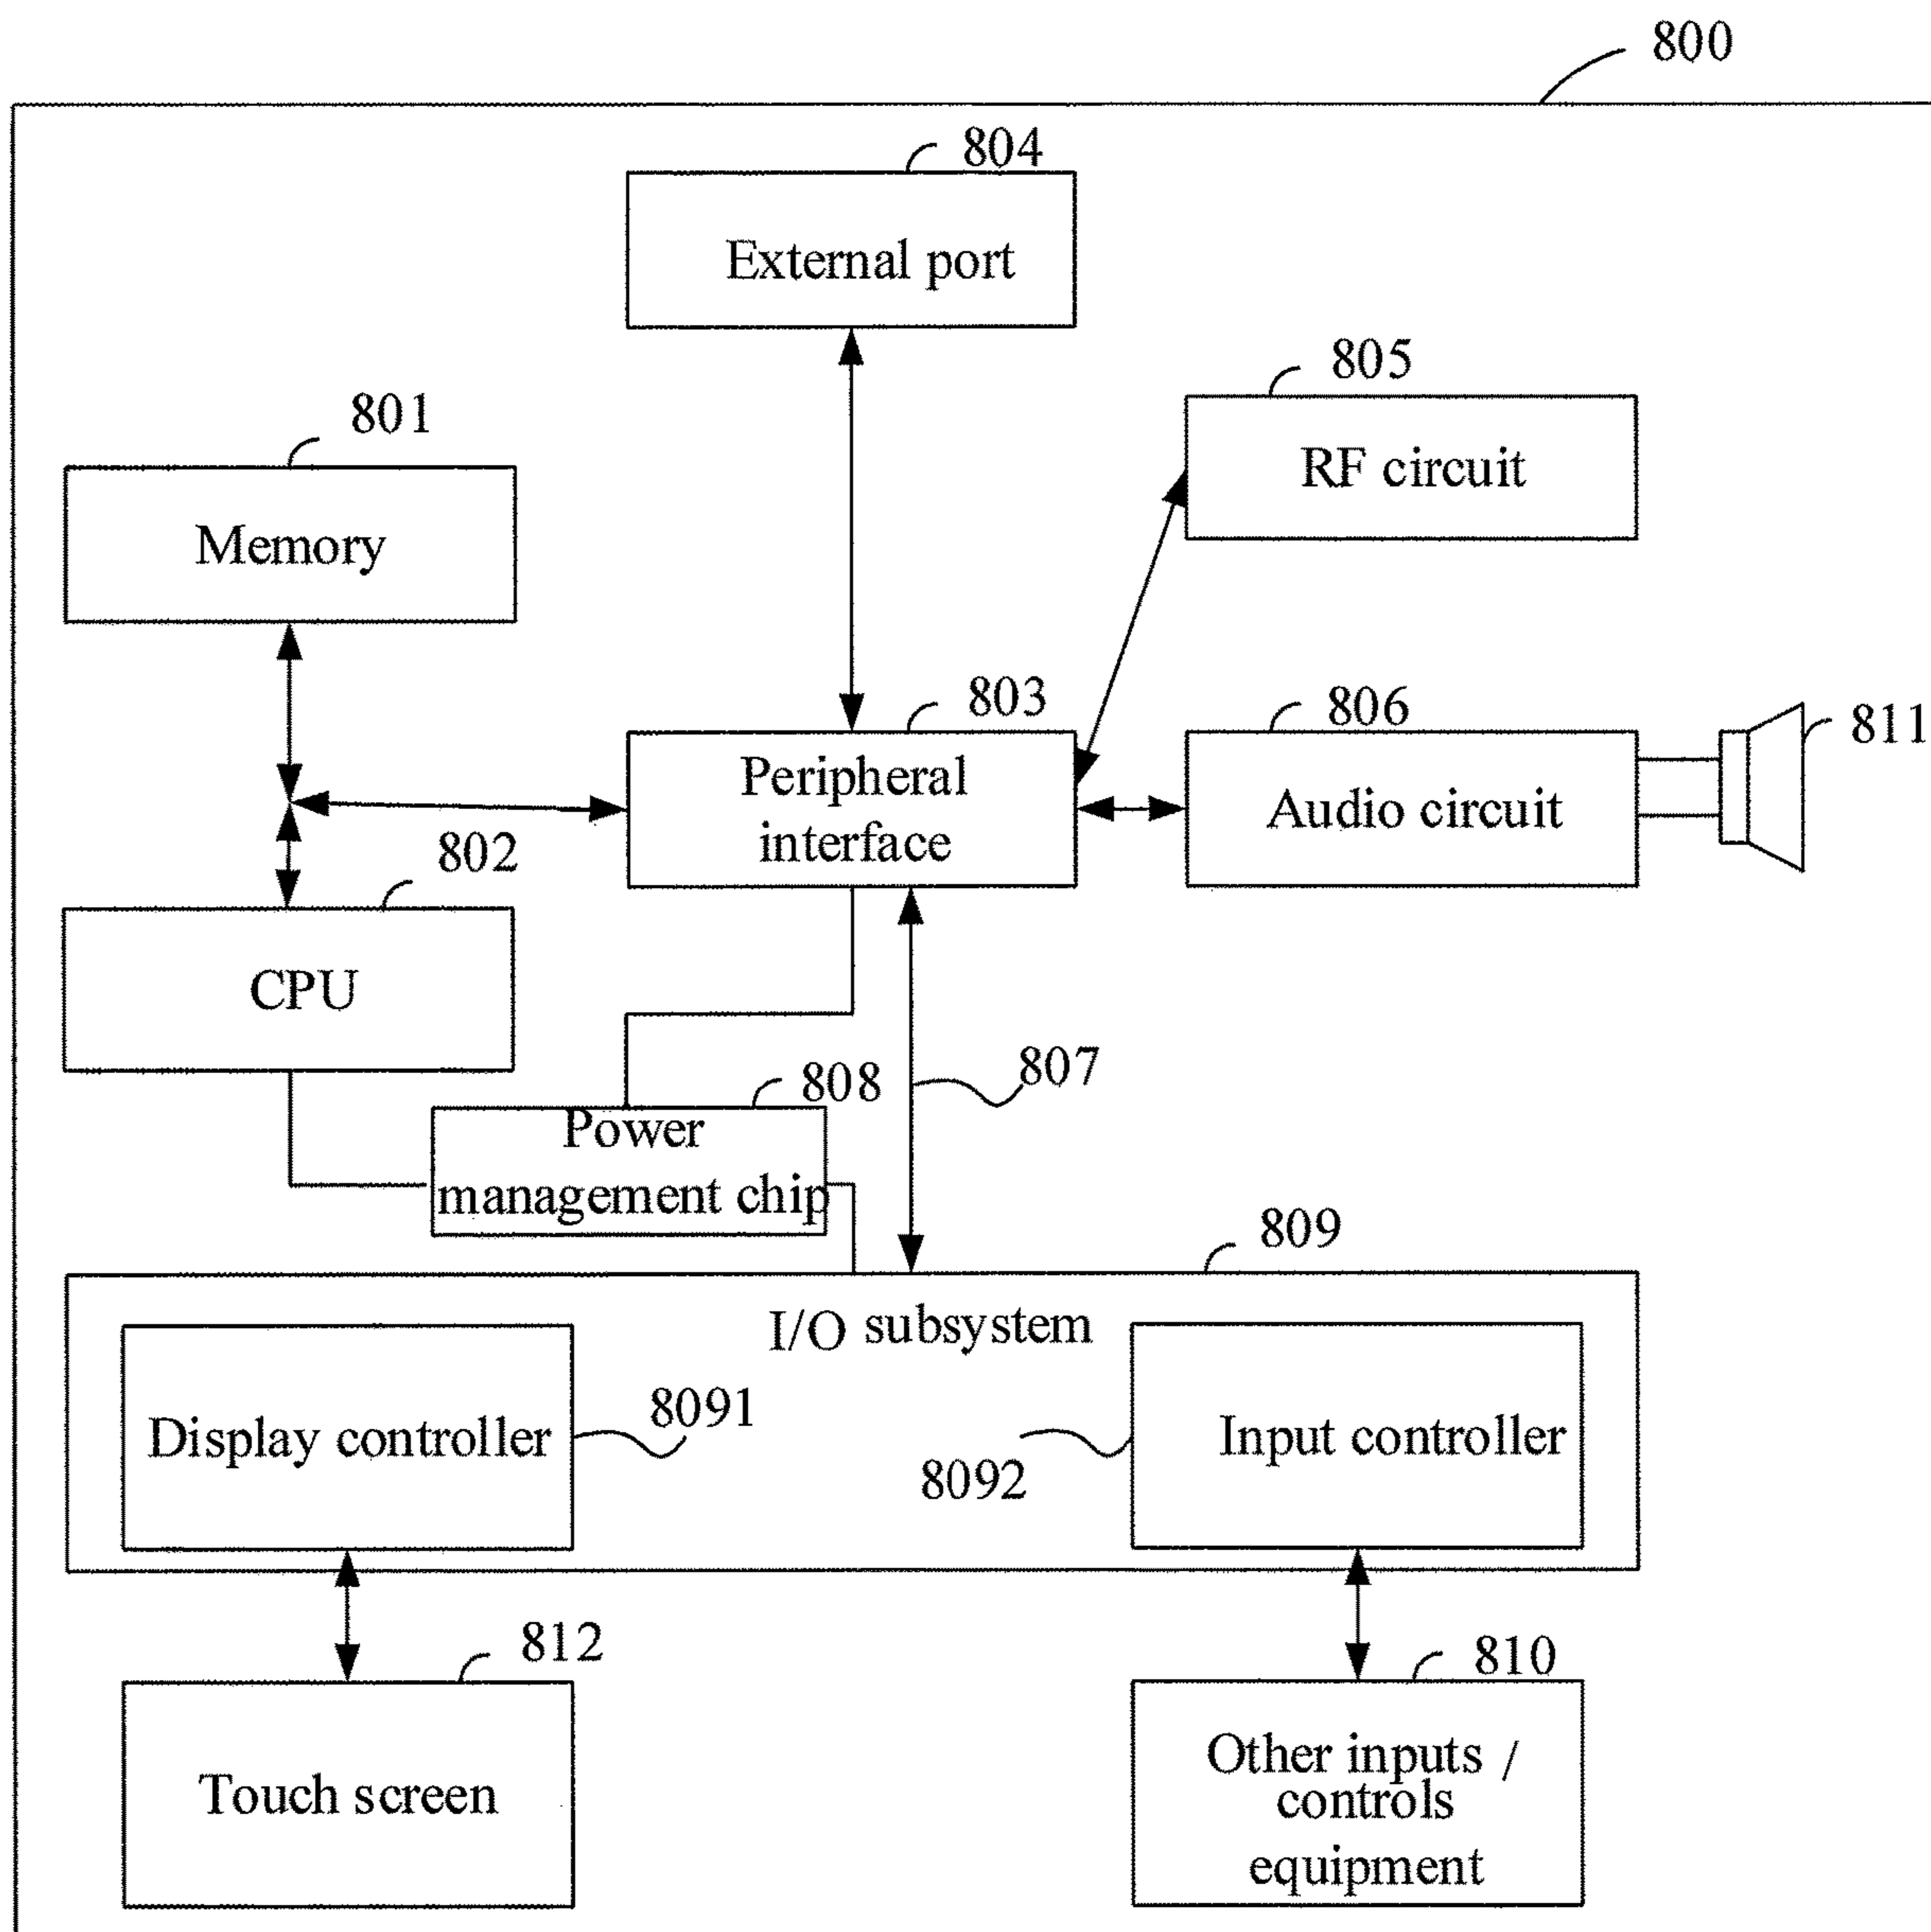 800
804
External port
805
RF circuit
801
Memory
803
Peripheral
interface
806
Audio circuit
811
802
CPU
807
808
Power
management chip
809
I/O subsystem
Display controller
8091
8092
Input controller
812
Touch screen
810
Other inputs /
controls
equipment